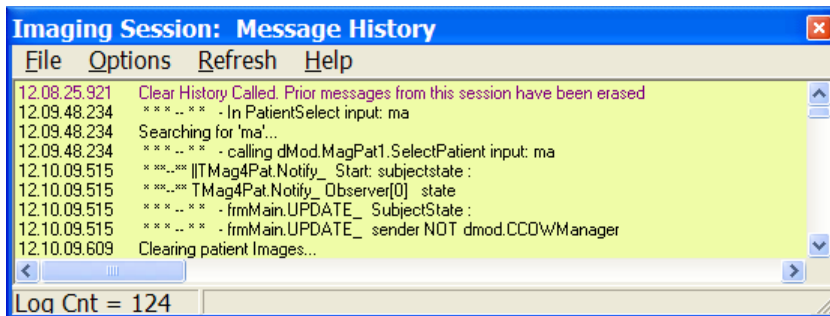 Imaging Session: Message History
File Options Refresh Help
12.08.25.921 Clear History Called. Prior messages from this session have been erased
12.09.48.234 * * * -- * * - In PatientSelect input: ma
12.09.48.234 Searching for 'ma'...
12.09.48.234 * * * -- * * - calling dMod.MagPat1.SelectPatient input: ma
12.10.09.515 * **--** ||TMag4Pat.Notify_ Start: subjectstate :
12.10.09.515 * **--** TMag4Pat.Notify_ Observer[0] state
12.10.09.515 * * * -- * * - frmMain.UPDATE_ SubjectState :
12.10.09.515 * * * -- * * - frmMain.UPDATE_ sender NOT dmod.CCOWManager
12.10.09.609 Clearing patient Images...
Log Cnt = 124